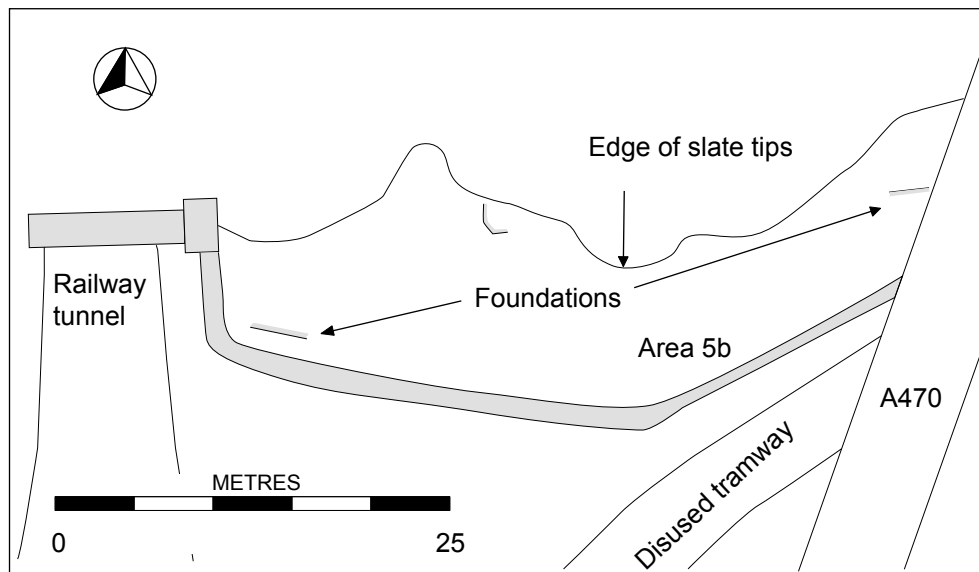 Edge of slate tips
Railway
tunnel
Foundations
Area 5b
A470
METRES
Disused tramway
0
25